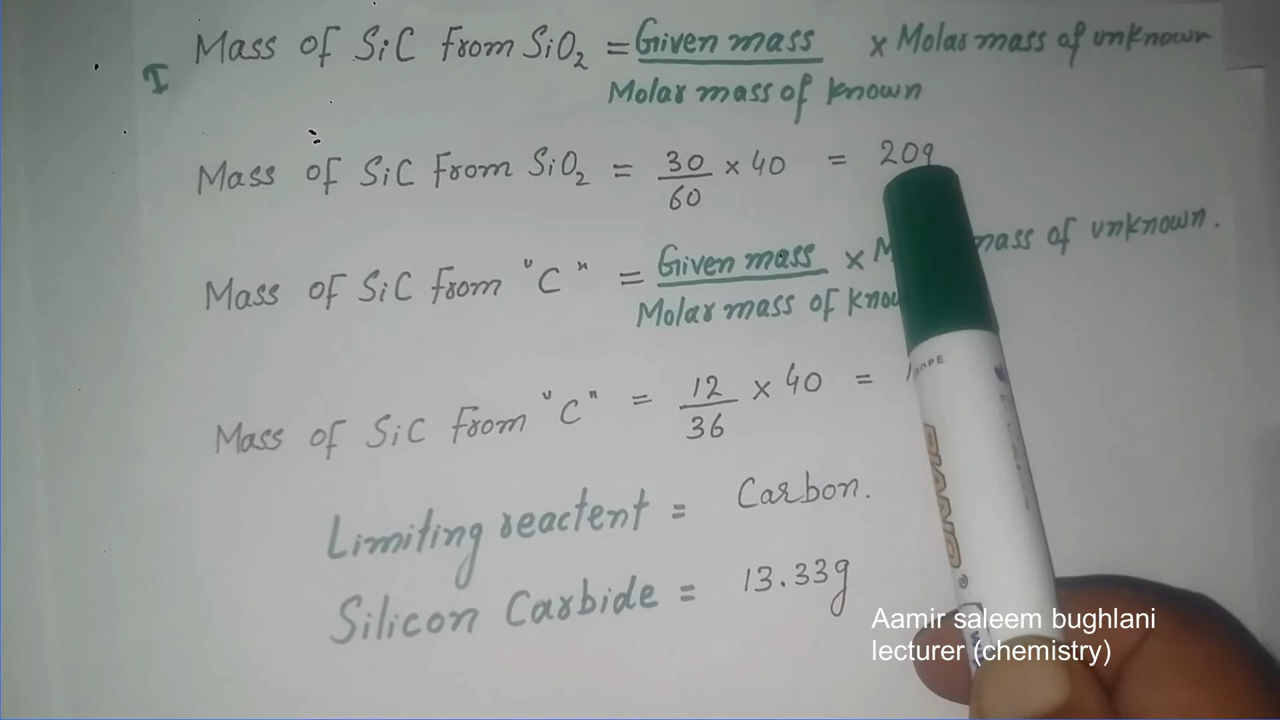 Mass of SiC from SiO2 = Given mass x Molar mass of unknown
Molar mass of known
I
Mass of SiC from SiO2 = 30 x 40 = 20g
60
Mass of SiC from "C" = Given mass x mass of unknown.
Molar mass of
Mass of SiC from "C" = 12 x 40 =
36
Limiting reactent = Carbon.
Silicon Carbide = 13.33g
PIANO
Aamir saleem bughlani
lecturer (chemistry)